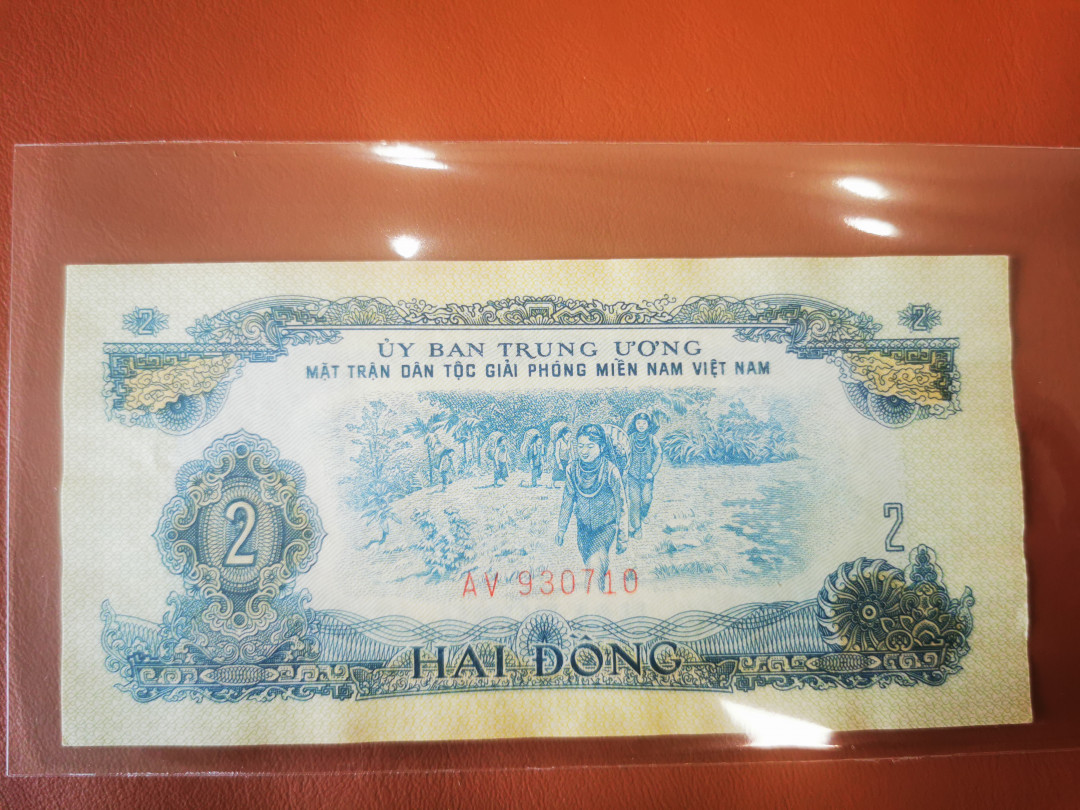 2 2
ỦY BAN TRUNG ƯƠNG
MẶT TRẬN DÂN TỘC GIẢI PHÓNG MIỀN NAM VIỆT NAM
2 2
AV 930710
HAI ĐỒNG